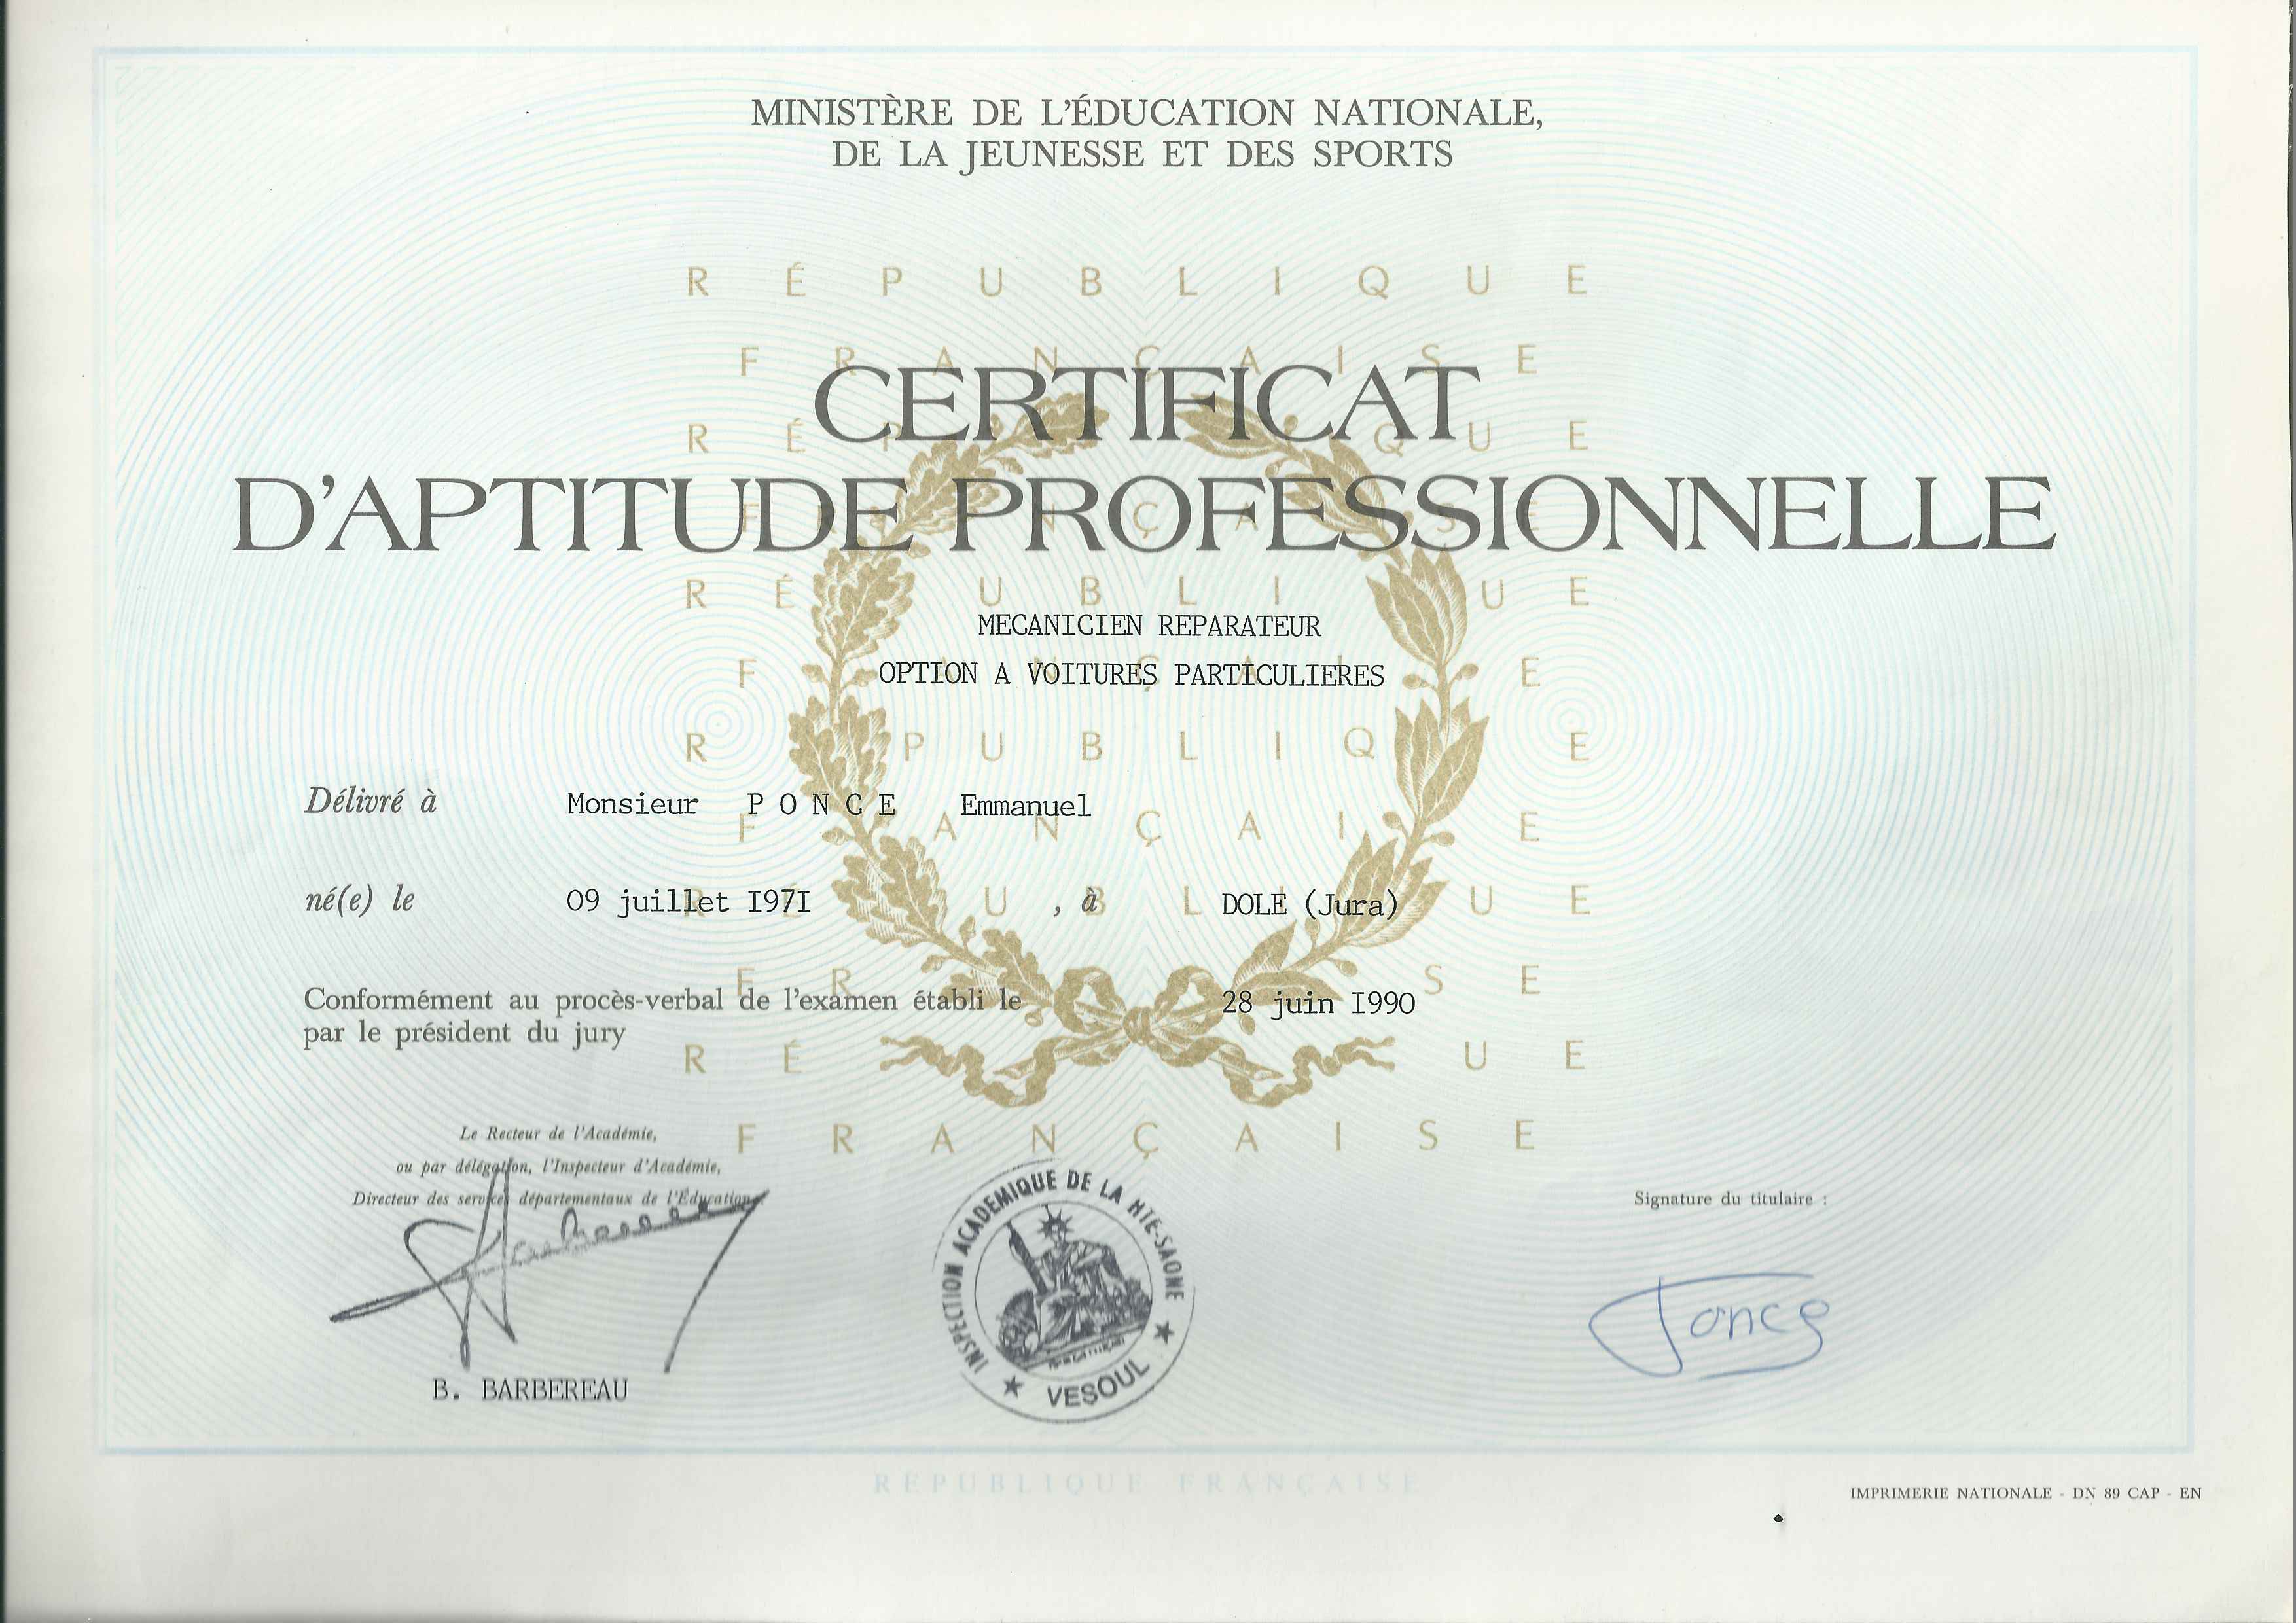 MINISTÈRE DE L'ÉDUCATION NATIONALE,
DE LA JEUNESSE ET DES SPORTS
RÉPUBLIQUE
FRANÇAISE
CERTIFICAT
D'APTITUDE PROFESSIONNELLE
MECANICIEN REPARATEUR
OPTION A VOITURES PARTICULIERES
Délivré à Monsieur P O N C E Emmanuel
né(e) le 09 juillet I97I , à DOLE (Jura)
Conformément au procès-verbal de l'examen établi le 28 juin I990
par le président du jury
FRANÇAISE
Le Recteur de l'Académie,
ou par délégation, l'Inspecteur d'Académie,
Directeur des services départementaux de l'Éducation
INSPECTION ACADEMIQUE DE LA HTE-SAONE
★ VESOUL ★
Signature du titulaire :
Ponce
B. BARBEREAU
RÉPUBLIQUE FRANÇAISE
IMPRIMERIE NATIONALE - DN 89 CAP - EN